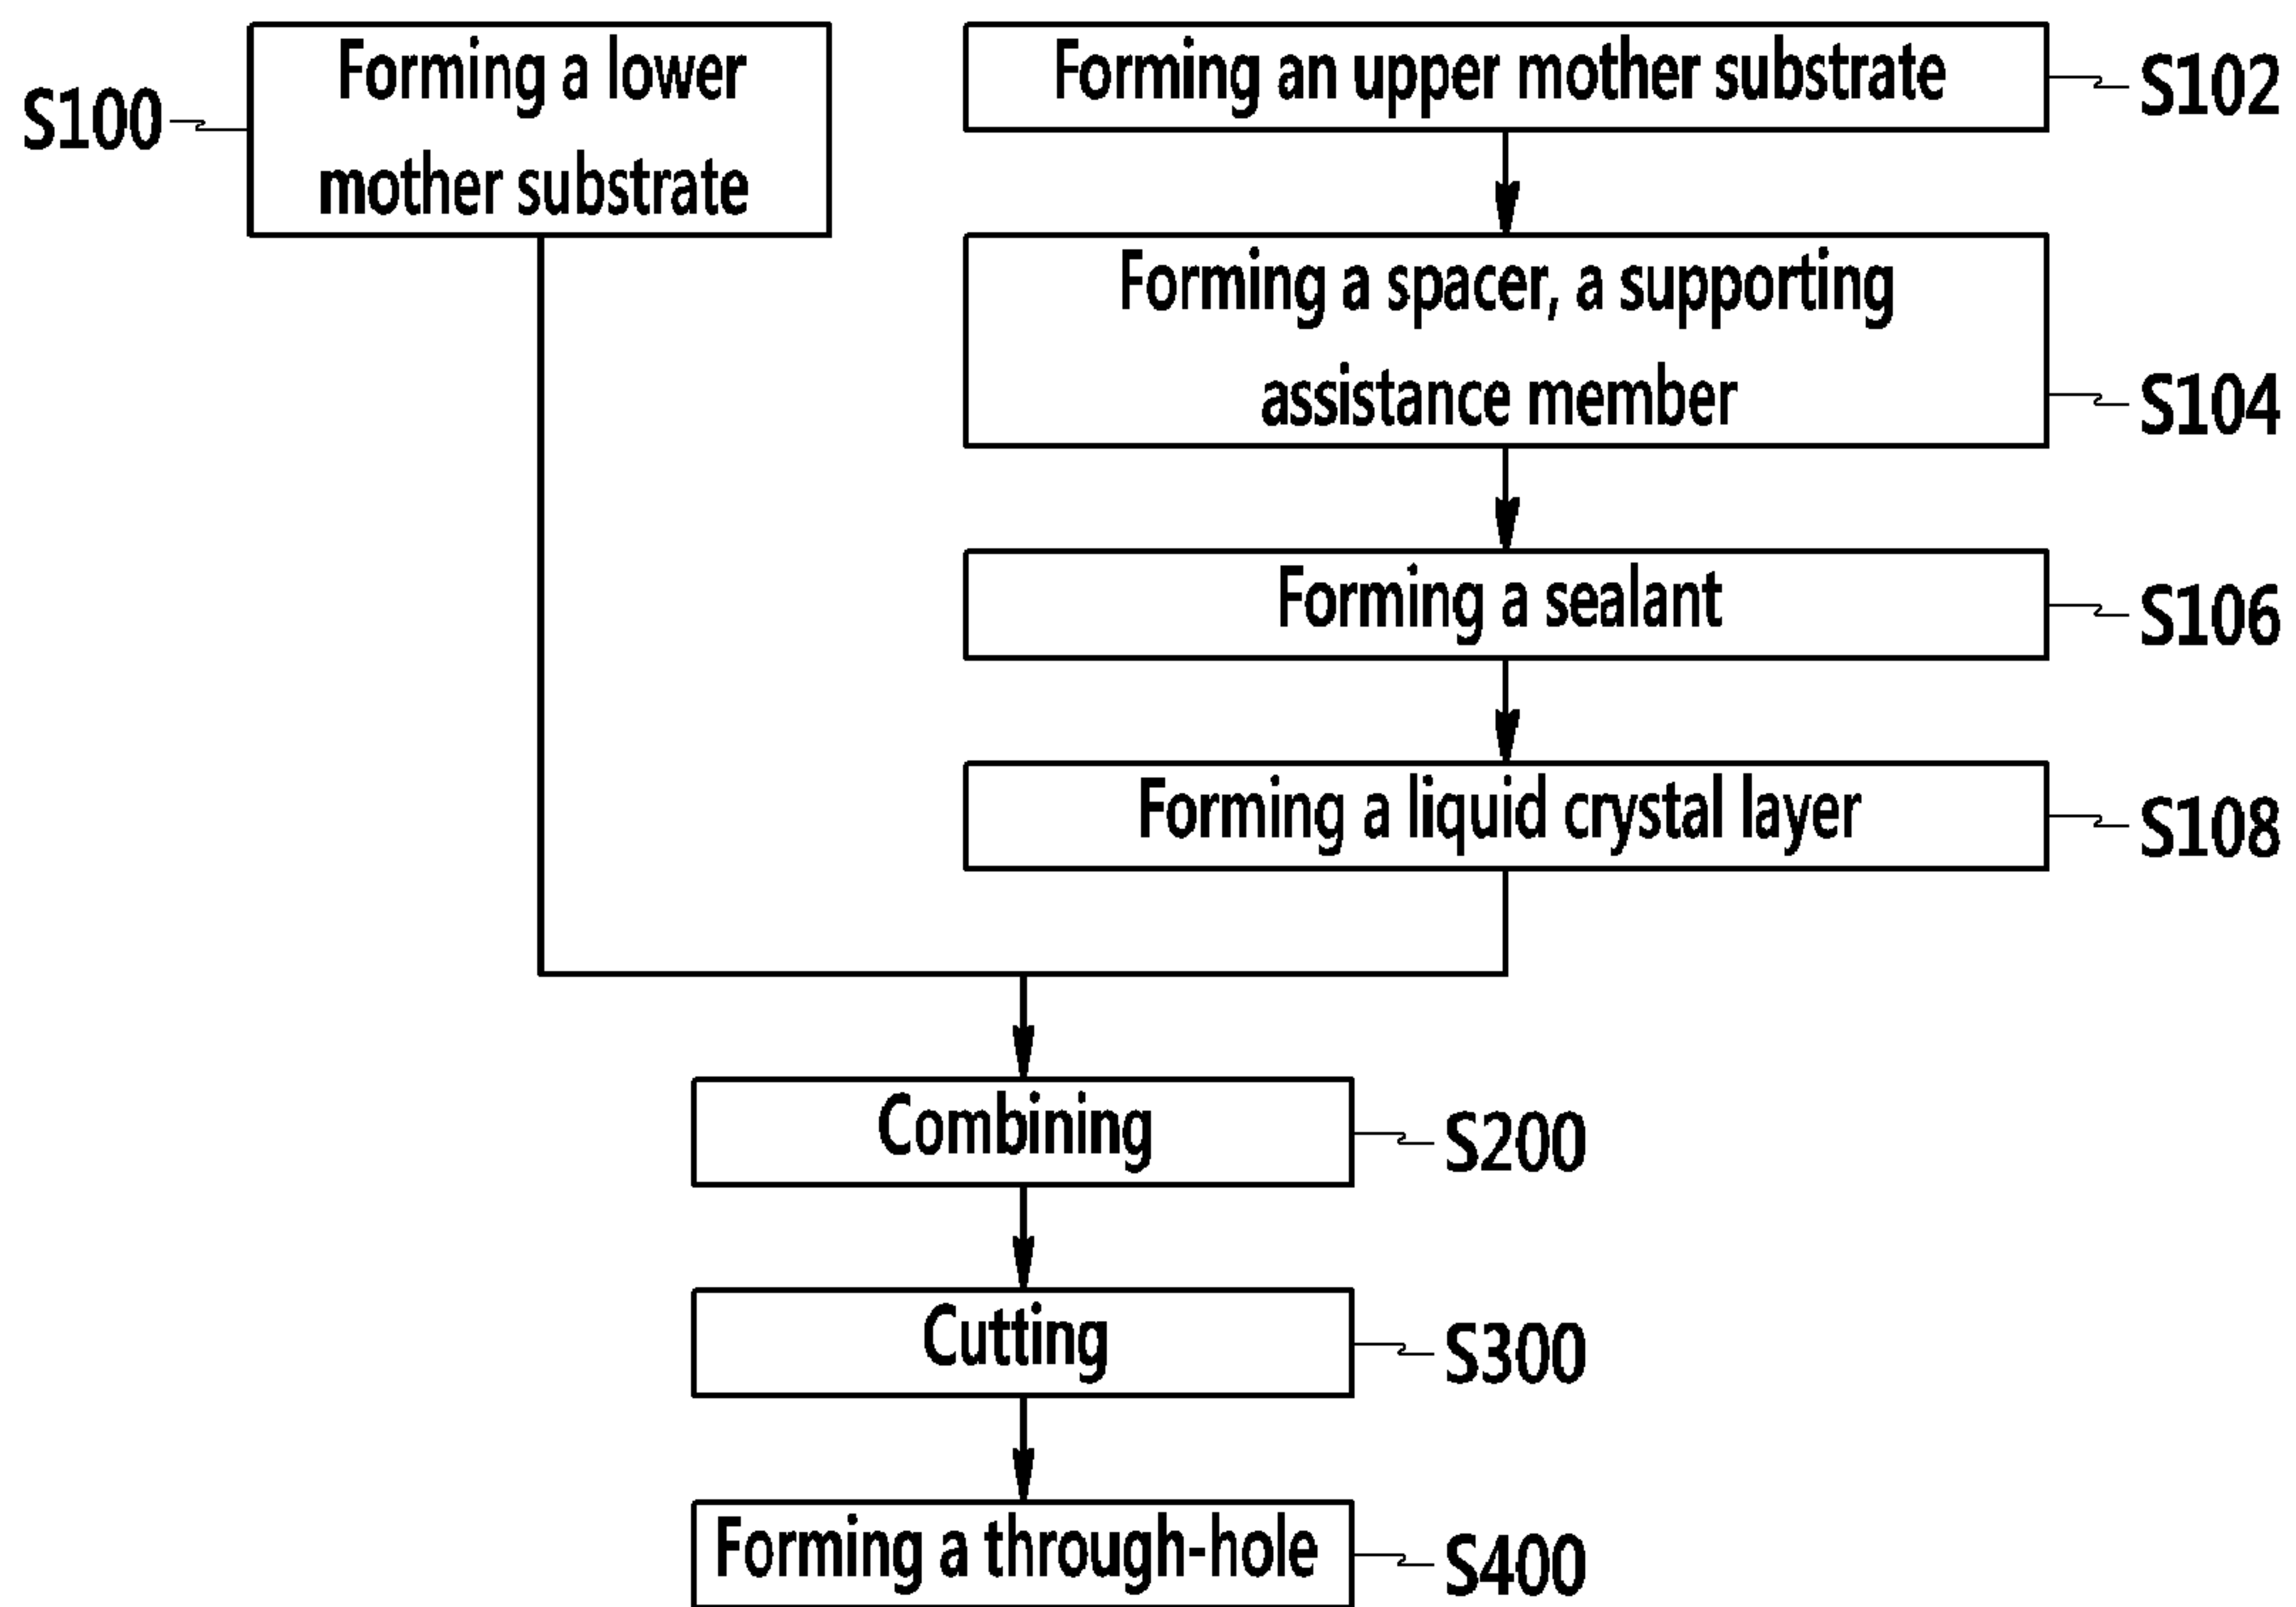 S100
Forming a lower
mother substrate
Forming an upper mother substrate
S102
Forming a spacer, a supporting
assistance member
S104
Forming a sealant
S106
Forming a liquid crystal layer
S108
Combining
S200
Cutting
S300
Forming a through-hole
S400